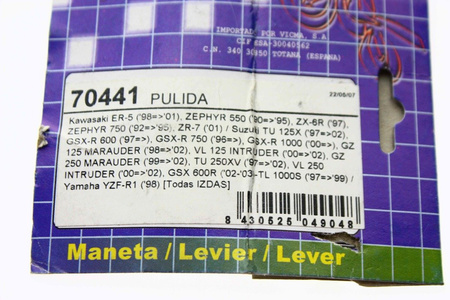 IMPORTADO POR VICMA, S.A
CIF ESA-30040562
C.N. 340 30850 TOTANA (ESPAÑA)
70441 PULIDA
22/05/07
Kawasaki ER-5 ('98=>'01), ZEPHYR 550 ('90=>'95), ZX-6R ('97),
ZEPHYR 750 ('92=>'95), ZR-7 ('01) / Suzuki TU 125X ('97=>'02),
GSX-R 600 ('97=>'), GSX-R 750 ('96=>'), GSX-R 1000 ('00=>'), GZ
125 MARAUDER ('98=>'02), VL 125 INTRUDER ('00=>'02), GZ
250 MARAUDER ('99=>'02), TU 250XV ('97=>'02), VL 250
INTRUDER ('00=>'02), GSX 600R ('02-'03-TL 1000S ('97=>'99) /
Yamaha YZF-R1 ('98) [Todas IZDAS]
8 430525 049048
Maneta / Levier / Lever